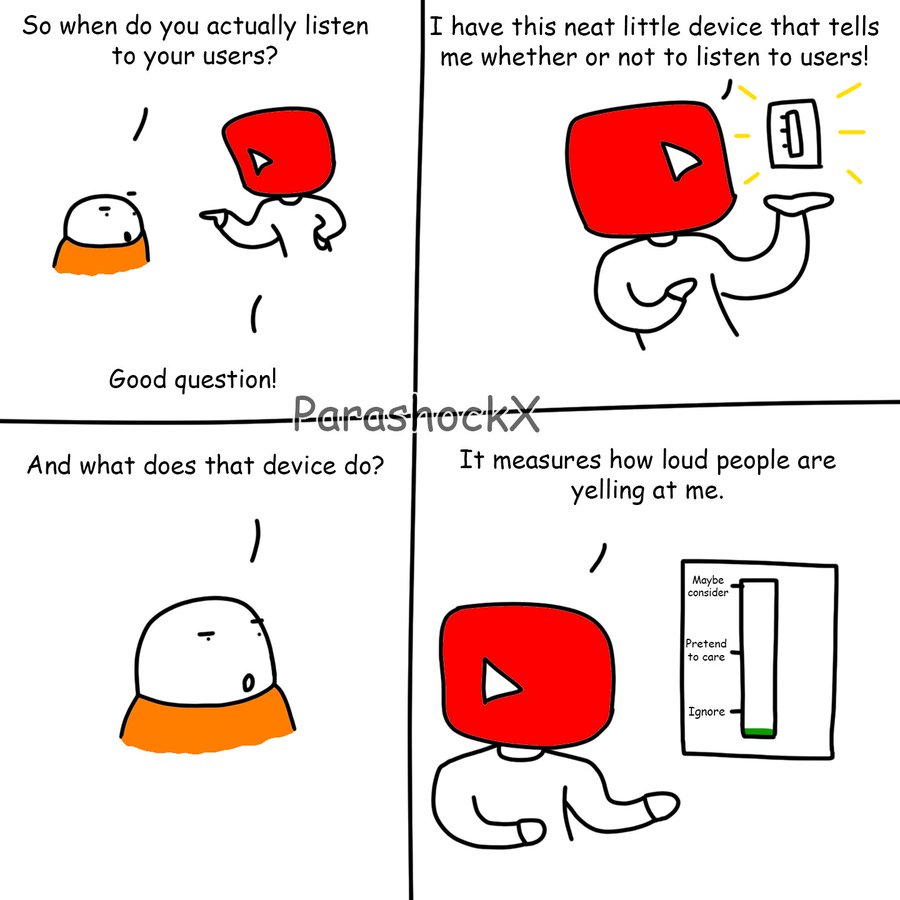 So when do you actually listen
to your users?
Good question!
I have this neat little device that tells
me whether or not to listen to users!
ParashockX
And what does that device do?
It measures how loud people are
yelling at me.
Maybe
consider
Pretend
to care
Ignore